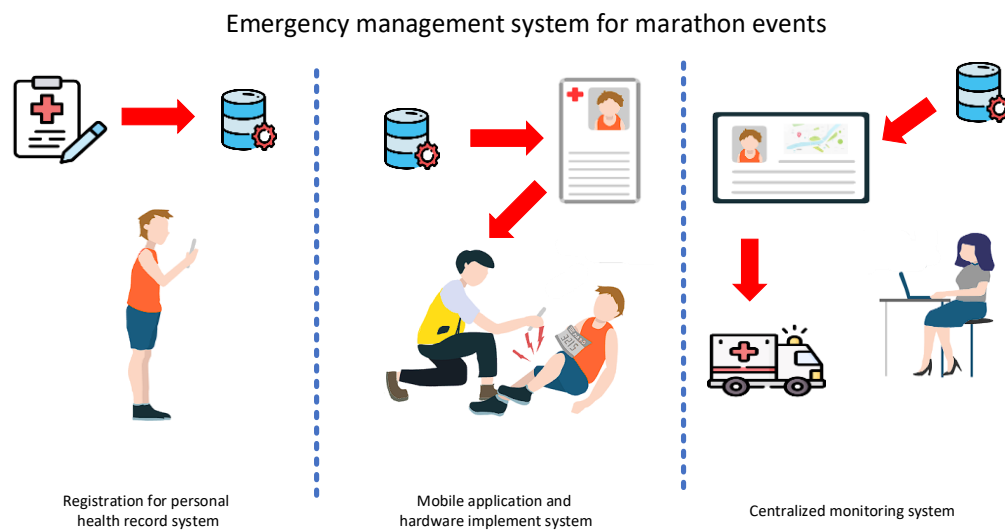 Emergency management system for marathon events
3215
Registration for personal
health record system
Mobile application and
hardware implement system
Centralized monitoring system